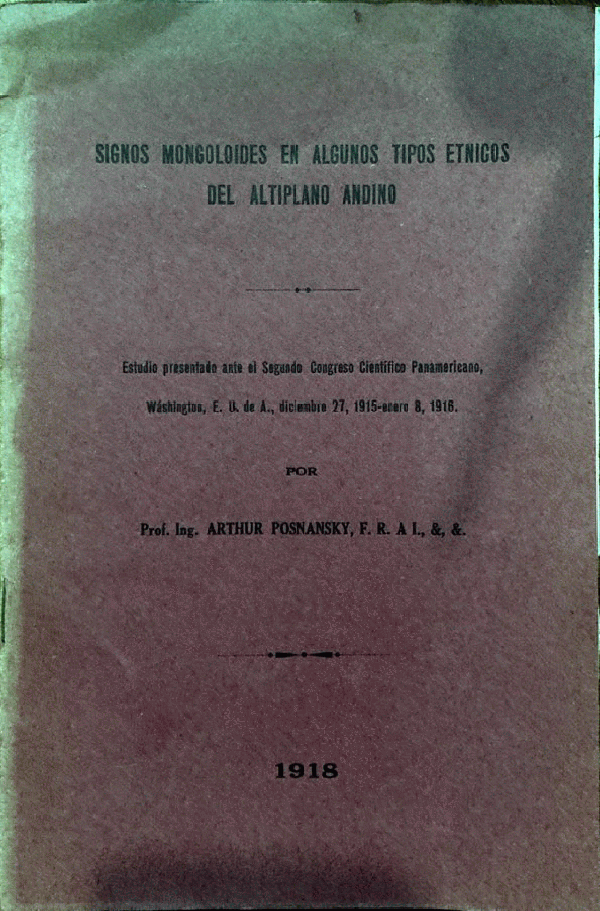 SIGNOS MONGOLOIDES EN ALGUNOS TIPOS ETNICOS
DEL ALTIPLANO ANDINO
Estudio presentado ante el Segundo Congreso Científico Panamericano,
Wáshington, E. U. de A., diciembre 27, 1915-enero 8, 1916.
POR
Prof. Ing. ARTHUR POSNANSKY, F. R. A I., &, &.
1918